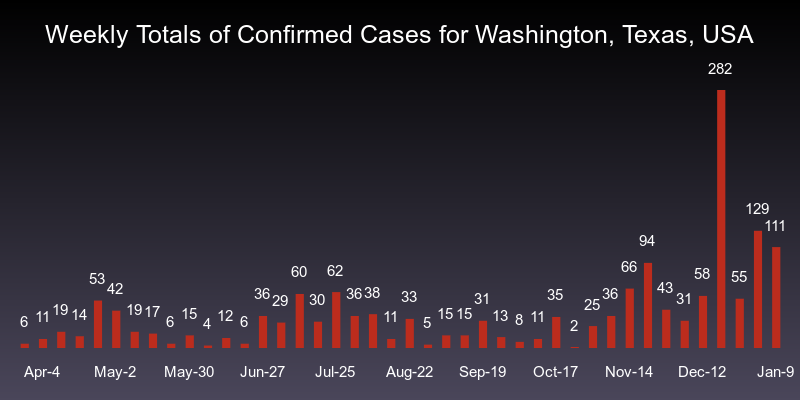 Weekly Totals of Confirmed Cases for Washington, Texas, USA
6 11 19 14 53 42 19 17 6 15 4 12 6 36 29 60 30 62 36 38 11 33 5 15 15 31 13 8 11 35 2 25 36 66 94 43 31 58 282 55 129 111
Apr-4 May-2 May-30 Jun-27 Jul-25 Aug-22 Sep-19 Oct-17 Nov-14 Dec-12 Jan-9